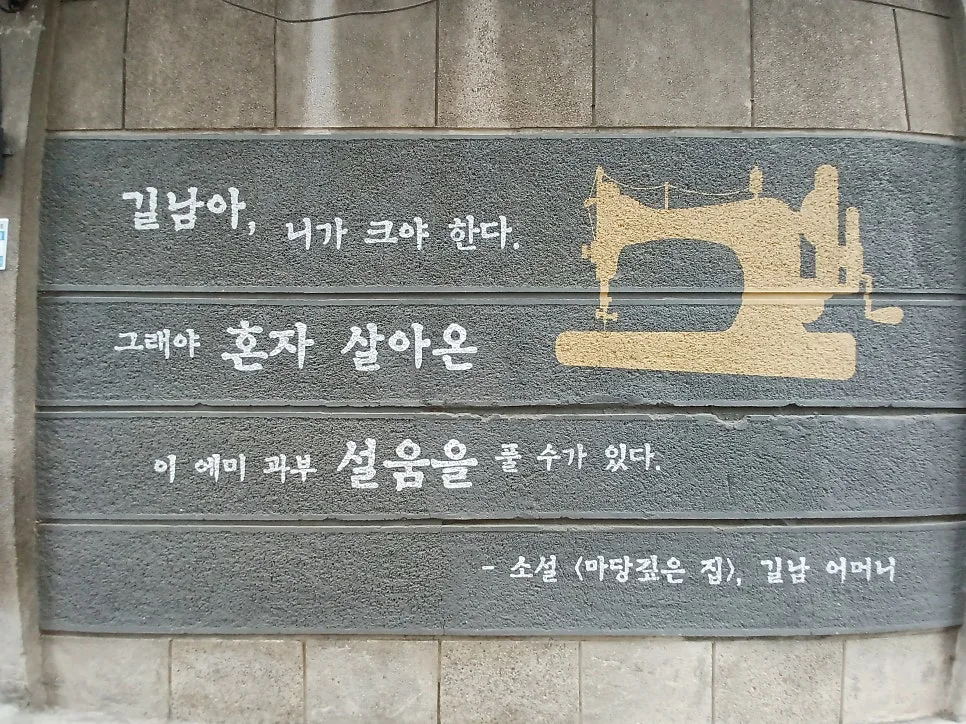 길남아, 니가 크야 한다.
그래야 혼자 살아온
이 에미 과부 설움을 풀 수가 있다.
- 소설 〈마당깊은 집〉, 길남 어머니